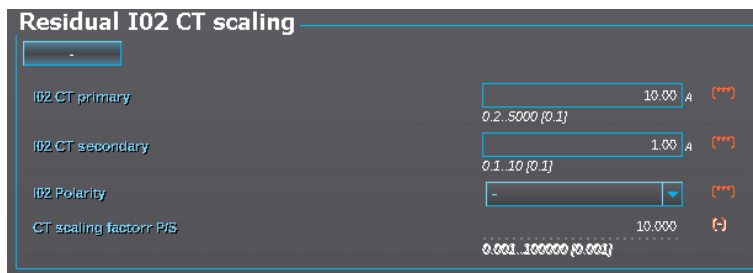 Residual I02 CT scaling
-
I02 CT primary 10.00 A (***)
0.2..5000 [0.1]
I02 CT secondary 1.00 A (***)
0.1..10 [0.1]
I02 Polarity - (***)
CT scaling factorr P/S 10.000 (-)
0.001..100000 [0.001]